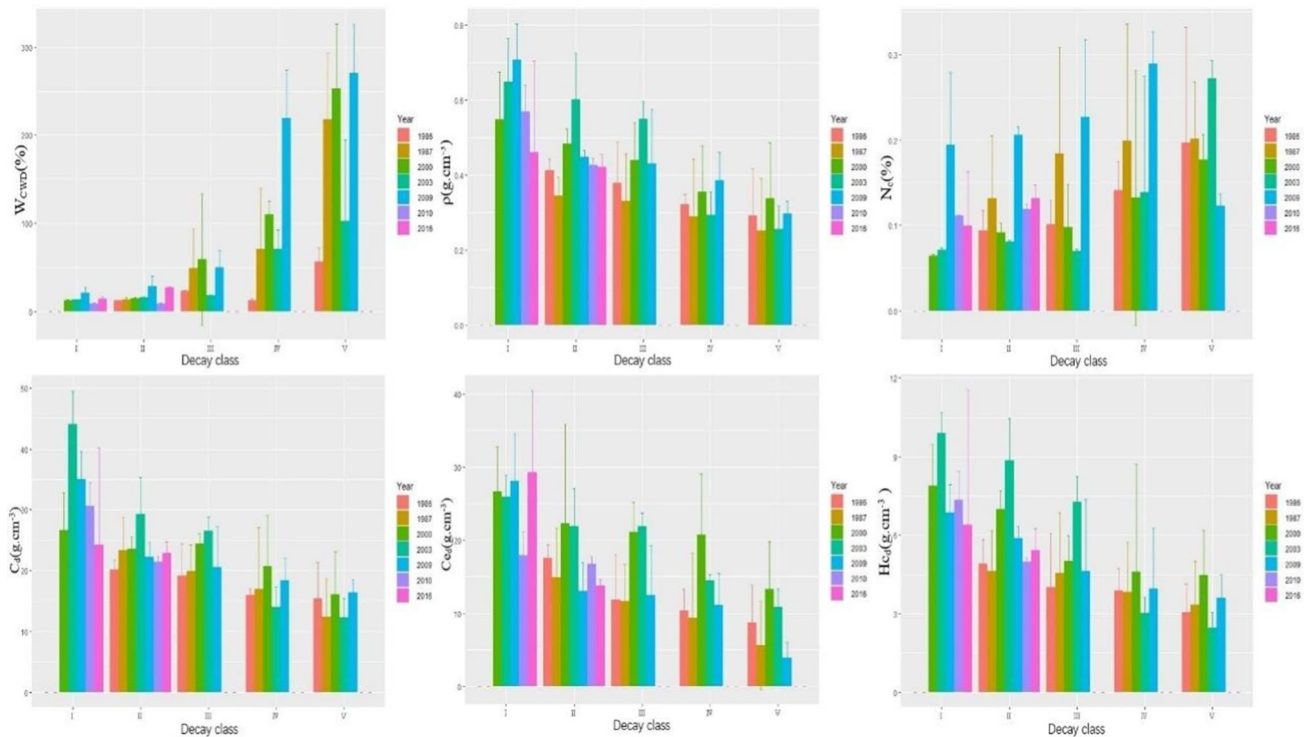 W_CWD(%)
300
200
100
0
I II III IV V
Decay class
Year
1986
1987
2000
2003
2009
2010
2016
ρ(g.cm⁻³)
0.8
0.6
0.4
0.2
0.0
I II III IV V
Decay class
Year
1986
1987
2000
2003
2009
2010
2016
N_c(%)
0.3
0.2
0.1
0.0
I II III IV V
Decay class
Year
1986
1987
2000
2003
2009
2010
2016
C_d(g.cm⁻³)
50
40
30
20
10
0
I II III IV V
Decay class
Year
1986
1987
2000
2003
2009
2010
2016
Ce_d(g.cm⁻³)
40
30
20
10
0
I II III IV V
Decay class
Year
1986
1987
2000
2003
2009
2010
2016
Hc_d(g.cm⁻³)
12
9
6
3
0
I II III IV V
Decay class
Year
1986
1987
2000
2003
2009
2010
2016